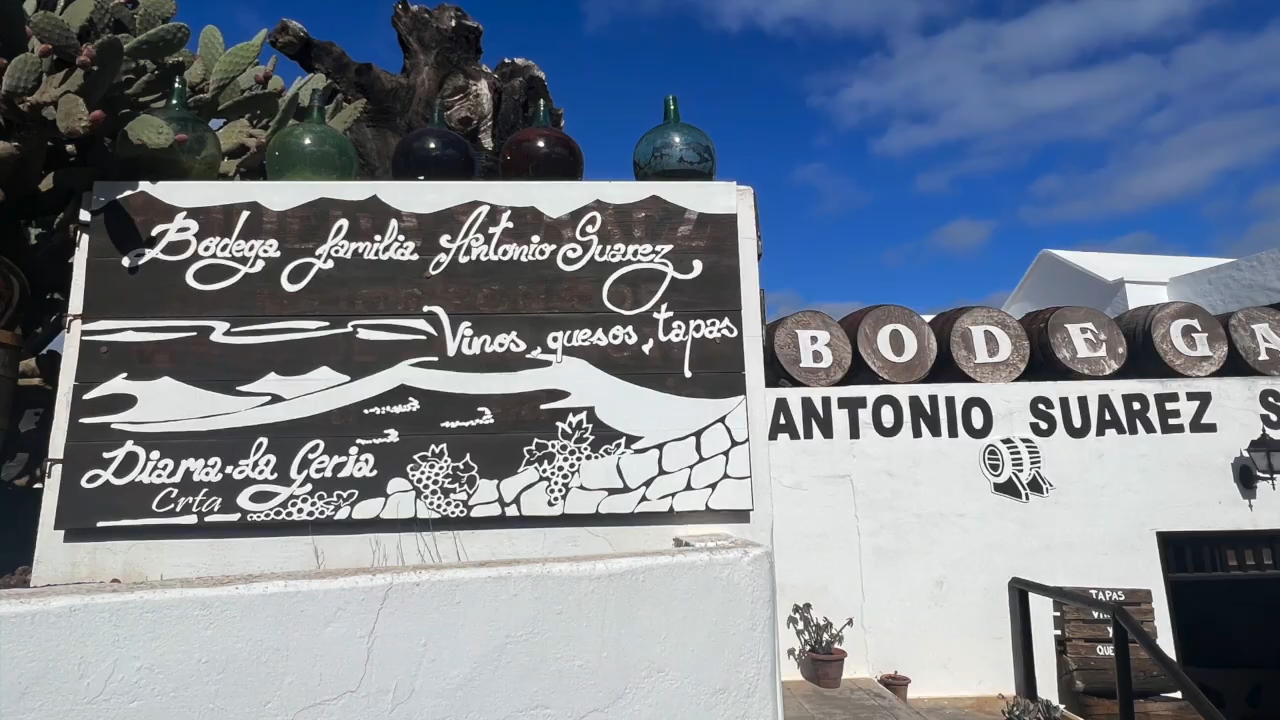 Bodega familia Antonio Suarez
Vinos, quesos, tapas
Diama-La Geria
Crta
BODEGA
ANTONIO SUAREZ S
TAPAS
QUE